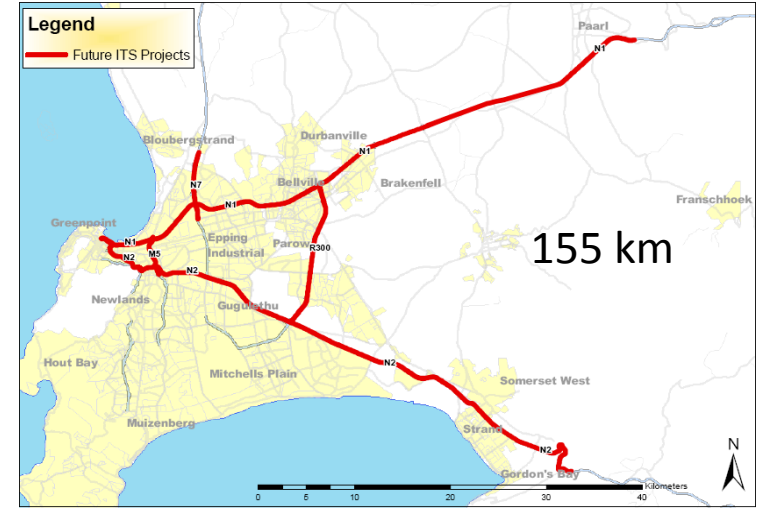 Legend
Future ITS Projects
Paarl
N1
Bloubergstrand
Durbanville
N1
N7
Bellville
Brakenfell
N1
Franschhoek
Greenpoint
N1
Epping
Industrial
Parow
R300
155 km
N2
M5
N2
Newlands
Gugulethu
Hout Bay
N2
Mitchells Plain
Somerset West
Muizenberg
Strand
N2
Gordon's Bay
N
Kilometers
0 5 10 20 30 40